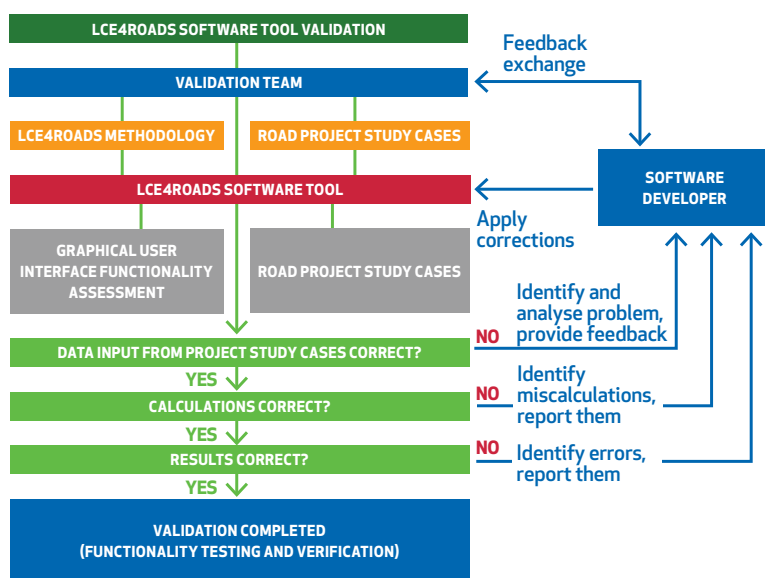 LCE4ROADS SOFTWARE TOOL VALIDATION
Feedback
exchange
VALIDATION TEAM
LCE4ROADS METHODOLOGY
ROAD PROJECT STUDY CASES
LCE4ROADS SOFTWARE TOOL
SOFTWARE
DEVELOPER
Apply
corrections
GRAPHICAL USER
INTERFACE FUNCTIONALITY
ASSESSMENT
ROAD PROJECT STUDY CASES
Identify and
analyse problem,
provide feedback
NO
DATA INPUT FROM PROJECT STUDY CASES CORRECT?
YES
Identify
miscalculations,
report them
NO
CALCULATIONS CORRECT?
YES
NO
Identify errors,
report them
RESULTS CORRECT?
YES
VALIDATION COMPLETED
(FUNCTIONALITY TESTING AND VERIFICATION)